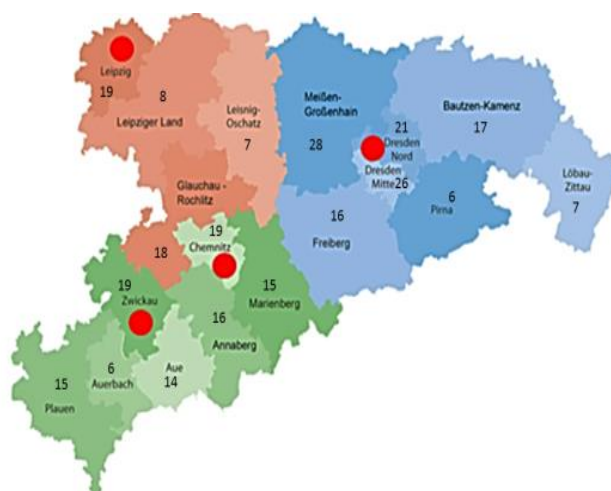 Leipzig
19
8
Leipziger Land
Leisnig-
Oschatz
7
Meißen-
Großenhain
28
21
Dresden
Nord
Dresden
Mitte 26
Bautzen-Kamenz
17
Löbau-
Zittau
7
6
Pirna
16
Freiberg
Glauchau -
Rochlitz
18
19
Chemnitz
19
Zwickau
15
Marienberg
16
Annaberg
Aue
14
6
Auerbach
15
Plauen